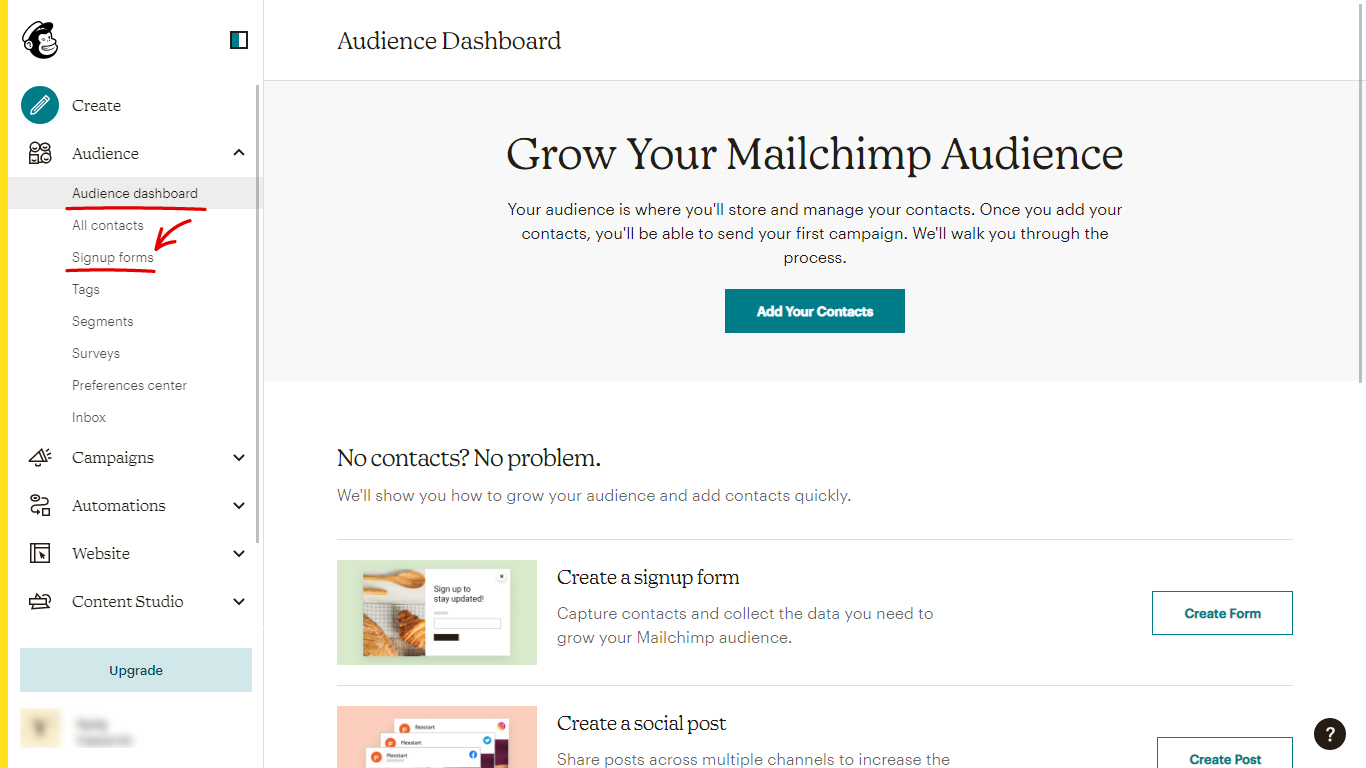 Audience Dashboard
Create
Audience
Audience dashboard
All contacts
Signup forms
Tags
Segments
Surveys
Preferences center
Inbox
Campaigns
Automations
Website
Content Studio
Upgrade
Grow Your Mailchimp Audience
Your audience is where you'll store and manage your contacts. Once you add your
contacts, you'll be able to send your first campaign. We'll walk you through the
process.
Add Your Contacts
No contacts? No problem.
We'll show you how to grow your audience and add contacts quickly.
Sign up to
stay updated!
Create a signup form
Capture contacts and collect the data you need to
grow your Mailchimp audience.
Create Form
flexstart
Flexstart
Flexstart
Create a social post
Share posts across multiple channels to increase the
Create Post
?